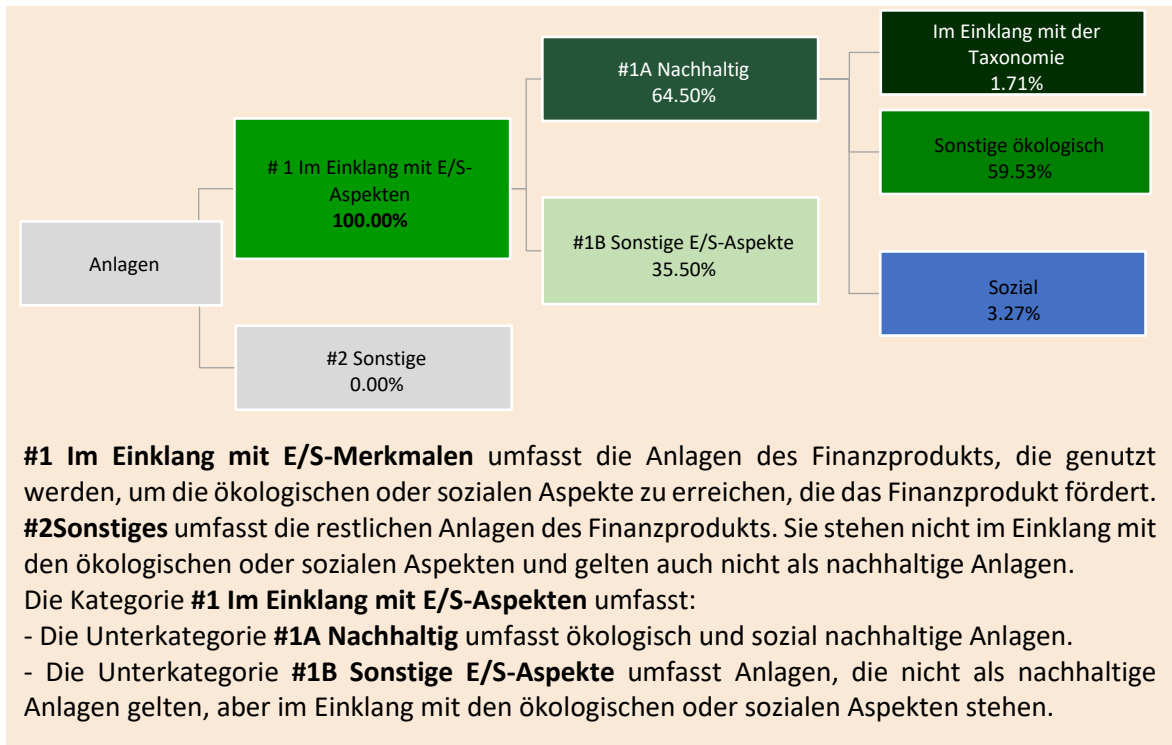 Anlagen
# 1 Im Einklang mit E/S-
Aspekten
100.00%
#2 Sonstige
0.00%
#1A Nachhaltig
64.50%
#1B Sonstige E/S-Aspekte
35.50%
Im Einklang mit der
Taxonomie
1.71%
Sonstige ökologisch
59.53%
Sozial
3.27%
#1 Im Einklang mit E/S-Merkmalen umfasst die Anlagen des Finanzprodukts, die genutzt
werden, um die ökologischen oder sozialen Aspekte zu erreichen, die das Finanzprodukt fördert.
#2Sonstiges umfasst die restlichen Anlagen des Finanzprodukts. Sie stehen nicht im Einklang mit
den ökologischen oder sozialen Aspekten und gelten auch nicht als nachhaltige Anlagen.
Die Kategorie #1 Im Einklang mit E/S-Aspekten umfasst:
- Die Unterkategorie #1A Nachhaltig umfasst ökologisch und sozial nachhaltige Anlagen.
- Die Unterkategorie #1B Sonstige E/S-Aspekte umfasst Anlagen, die nicht als nachhaltige
Anlagen gelten, aber im Einklang mit den ökologischen oder sozialen Aspekten stehen.